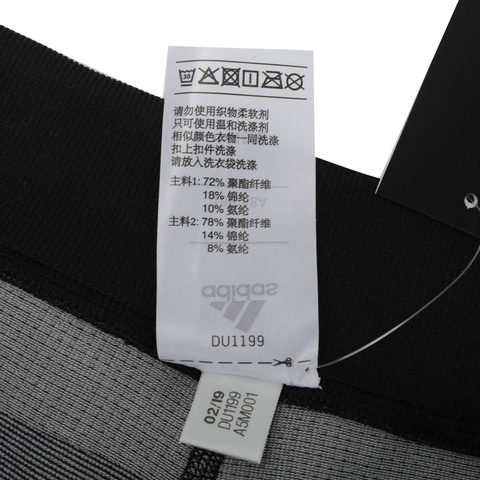 30
请勿使用织物柔软剂
只可使用温和洗涤剂
相似颜色衣物一同洗涤
扣上扣件洗涤
请放入洗衣袋洗涤
主料1: 72% 聚酯纤维
18% 锦纶
10% 氨纶
主料2: 78% 聚酯纤维
14% 锦纶
8% 氨纶
adidas
DU1199
02/19
DU1199
A5M001